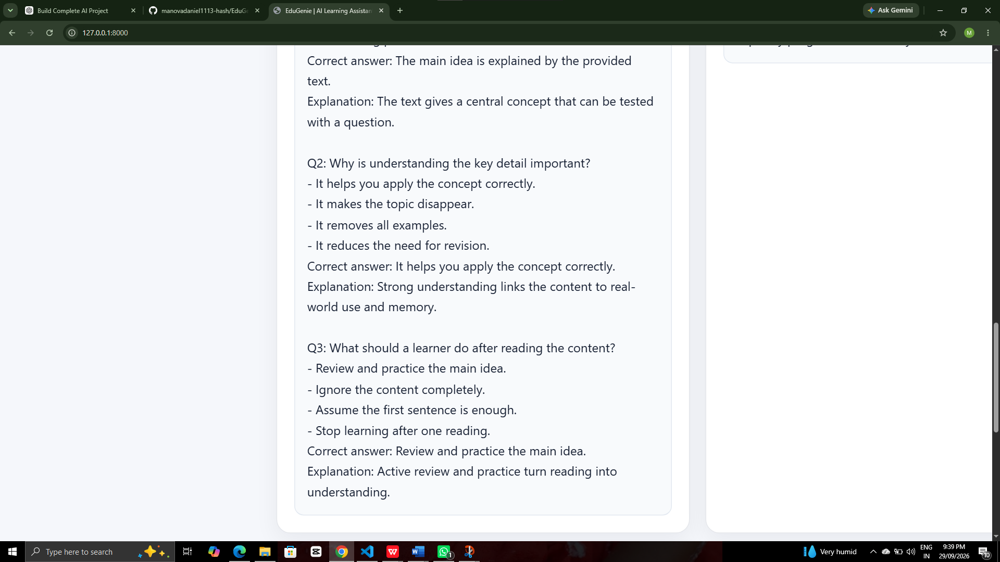 Build Complete AI Project
manovadaniel1113-hash/EduGe
EduGenie | AI Learning Assistan
Ask Gemini
127.0.0.1:8000
M
Correct answer: The main idea is explained by the provided
text.
Explanation: The text gives a central concept that can be tested
with a question.
Q2: Why is understanding the key detail important?
- It helps you apply the concept correctly.
- It makes the topic disappear.
- It removes all examples.
- It reduces the need for revision.
Correct answer: It helps you apply the concept correctly.
Explanation: Strong understanding links the content to real-
world use and memory.
Q3: What should a learner do after reading the content?
- Review and practice the main idea.
- Ignore the content completely.
- Assume the first sentence is enough.
- Stop learning after one reading.
Correct answer: Review and practice the main idea.
Explanation: Active review and practice turn reading into
understanding.
Type here to search
1
Very humid
ENG
IN
9:39 PM
29/09/2026
10